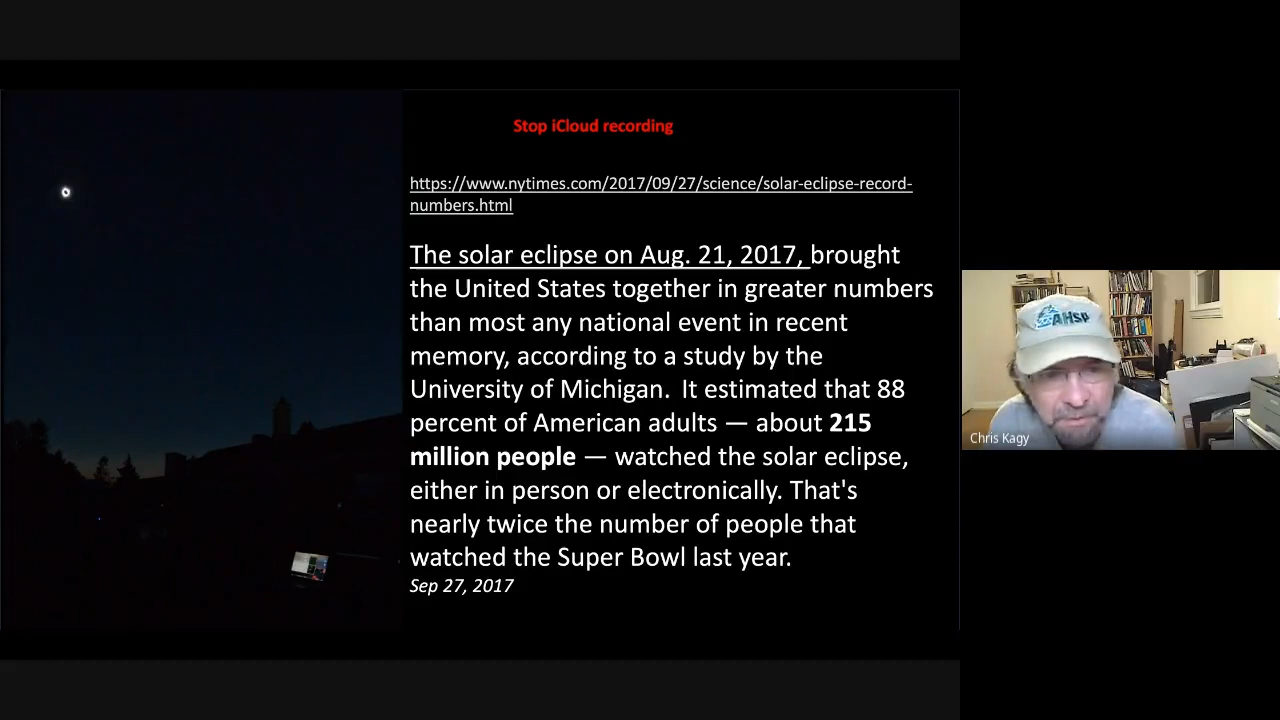 Stop iCloud recording
https://www.nytimes.com/2017/09/27/science/solar-eclipse-record-
numbers.html
The solar eclipse on Aug. 21, 2017, brought
the United States together in greater numbers
than most any national event in recent
memory, according to a study by the
University of Michigan.  It estimated that 88
percent of American adults — about 215
million people — watched the solar eclipse,
either in person or electronically. That's
nearly twice the number of people that
watched the Super Bowl last year.
Sep 27, 2017
AHSP
Chris Kagy